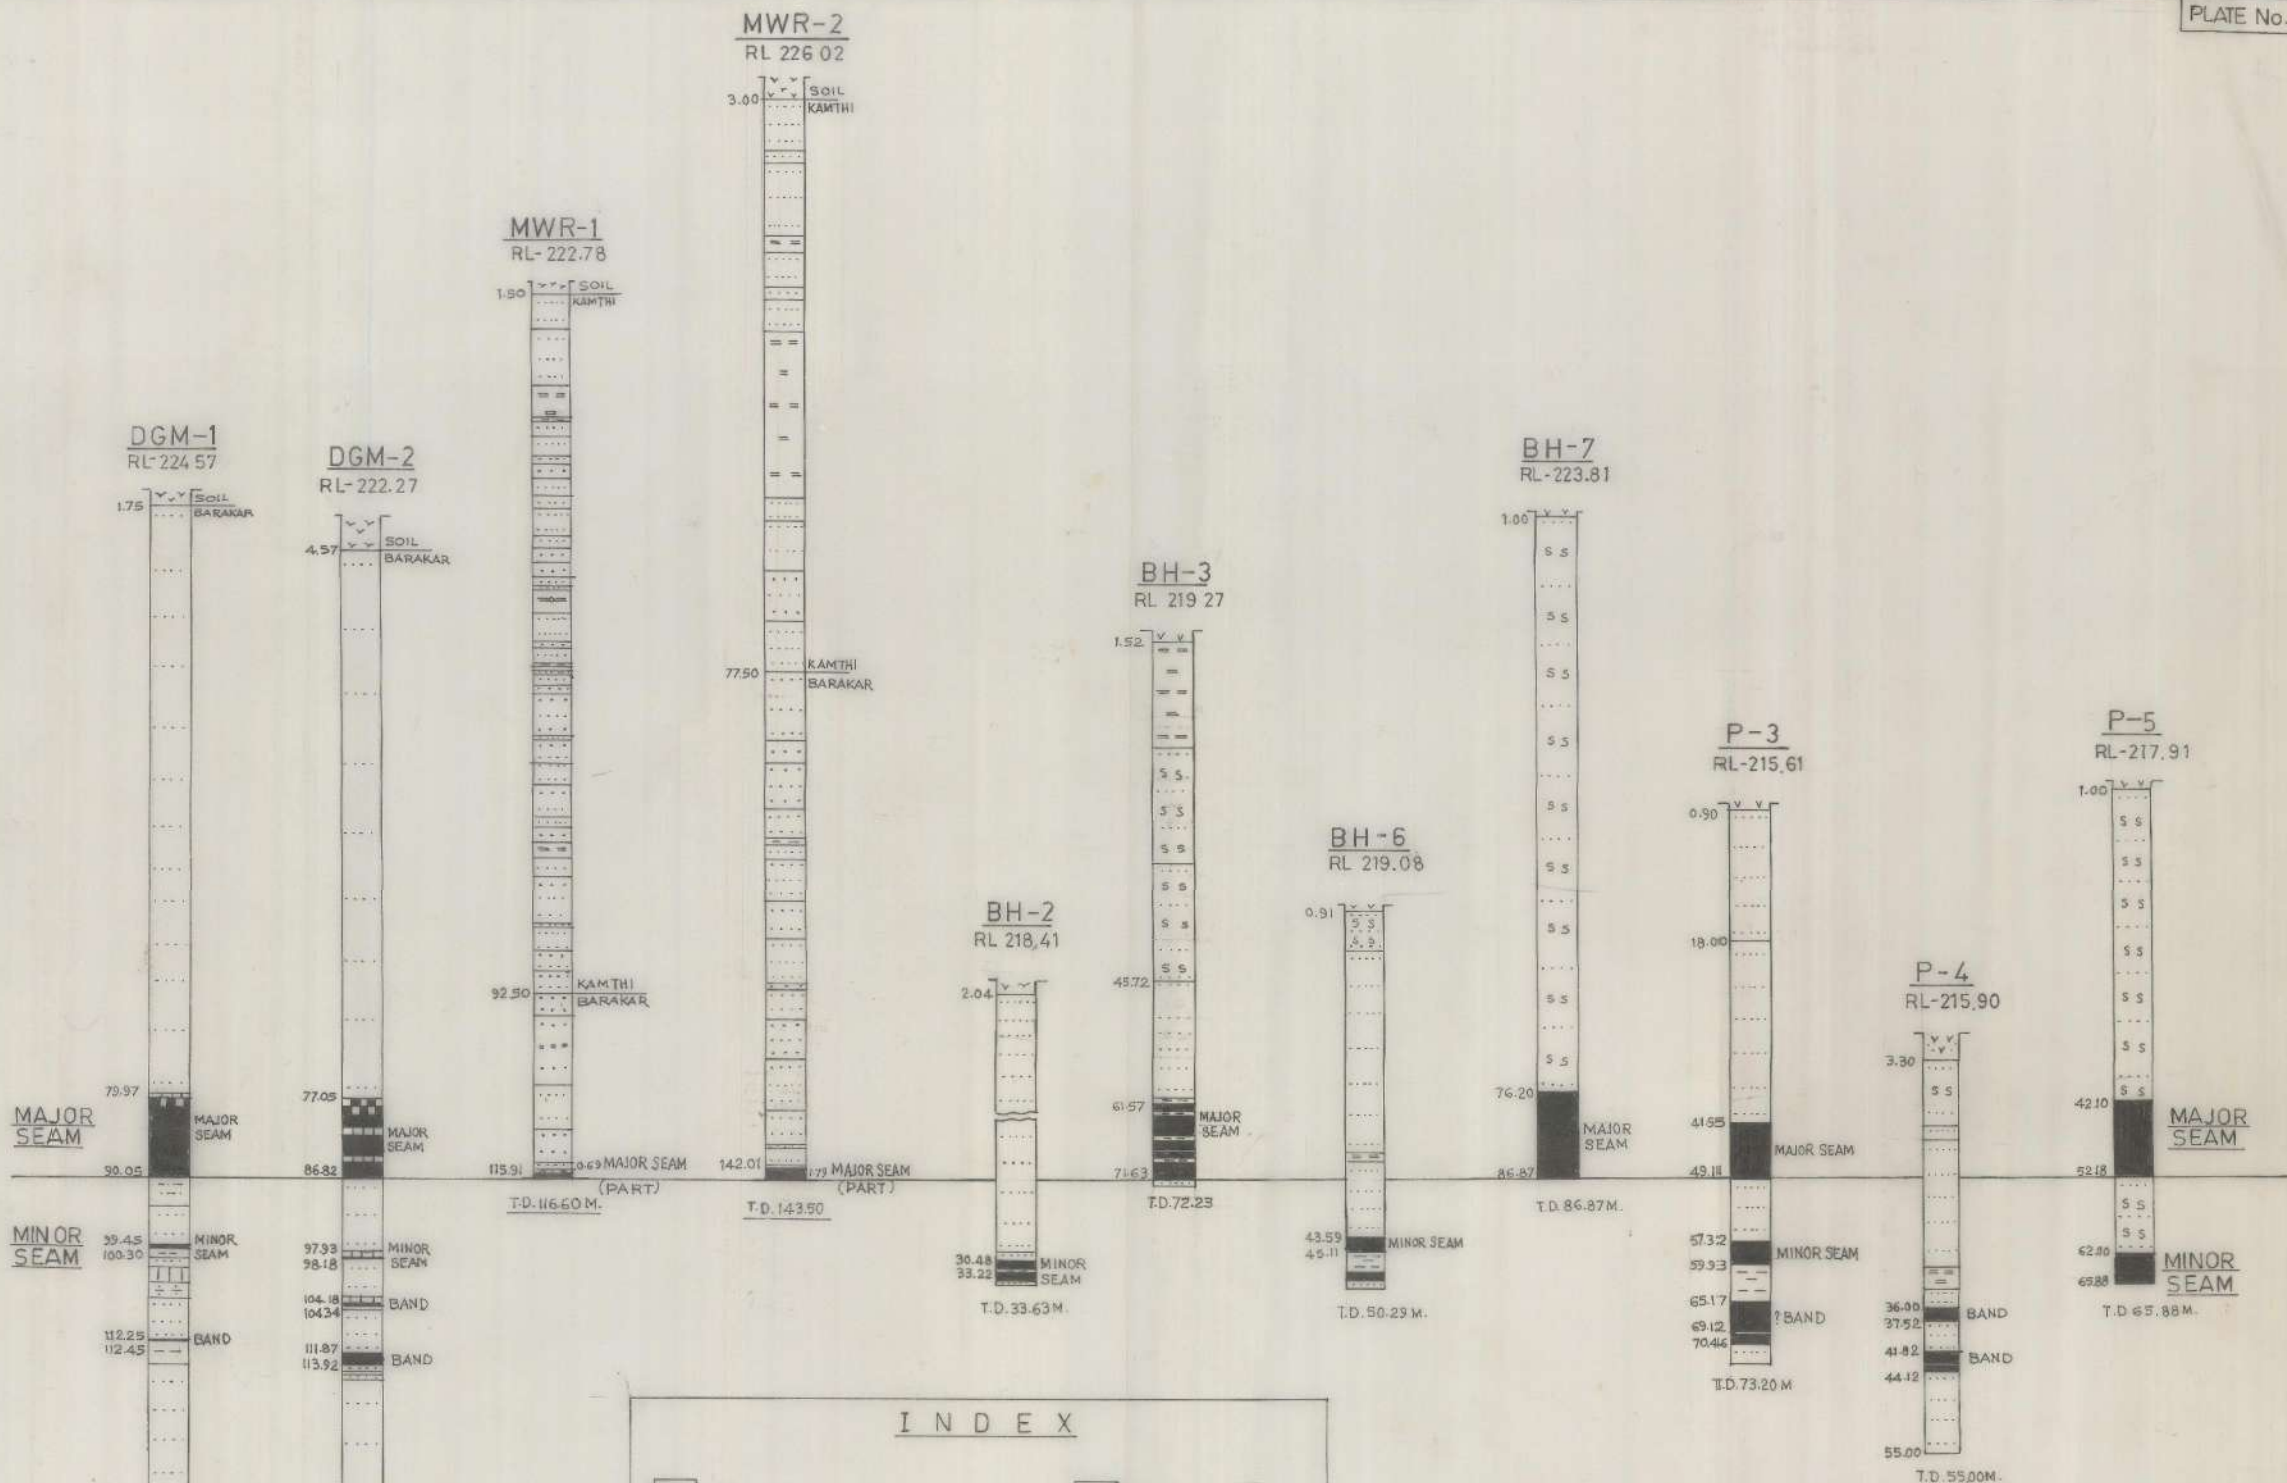 PLATE No.
MWR-2
RL 226 02
3.00
SOIL
KAMTHI
77.50
KAMTHI
BARAKAR
142.01
1.79 MAJOR SEAM
(PART)
T.D. 143.50
MWR-1
RL-222.78
1.90
SOIL
KAMTHI
92.50
KAMTHI
BARAKAR
115.91
0.69 MAJOR SEAM
(PART)
T.D. 116.60 M.
DGM-1
RL-224 57
1.75
SOIL
BARAKAR
79.97
MAJOR
SEAM
MAJOR
SEAM
90.05
MINOR
SEAM
99.45
100.30
MINOR
SEAM
112.25
112.45
BAND
DGM-2
RL-222.27
4.57
SOIL
BARAKAR
77.05
MAJOR
SEAM
86.82
97.93
98.18
MINOR
SEAM
104.18
104.34
BAND
111.87
113.92
BAND
BH-2
RL 218.41
2.04
30.48
33.22
MINOR
SEAM
T.D. 33.63 M.
BH-3
RL 219 27
1.52
S S
S S
S S
S S
S S
S S
45.72
61.57
MAJOR
SEAM
71.63
T.D. 72.23
BH-6
RL 219.08
0.91
S S
S S
43.59
45.11
MINOR SEAM
T.D. 50.29 M.
BH-7
RL-223.81
1.00
S S
S S
S S
S S
S S
S S
S S
S S
S S
76.20
MAJOR
SEAM
86.87
T.D. 86.87 M.
P-3
RL-215.61
0.90
18.00
41.55
MAJOR SEAM
49.18
57.32
59.93
MINOR SEAM
65.17
69.12
70.46
? BAND
T.D. 73.20 M
P-4
RL-215.90
3.30
S S
36.00
37.52
BAND
41.82
44.12
BAND
55.00
T.D. 55.00 M.
P-5
RL-217.91
1.00
S S
S S
S S
S S
S S
S S
S S
42.10
MAJOR
SEAM
52.18
S S
S S
62.80
65.88
MINOR
SEAM
T.D 65.88 M.
INDEX